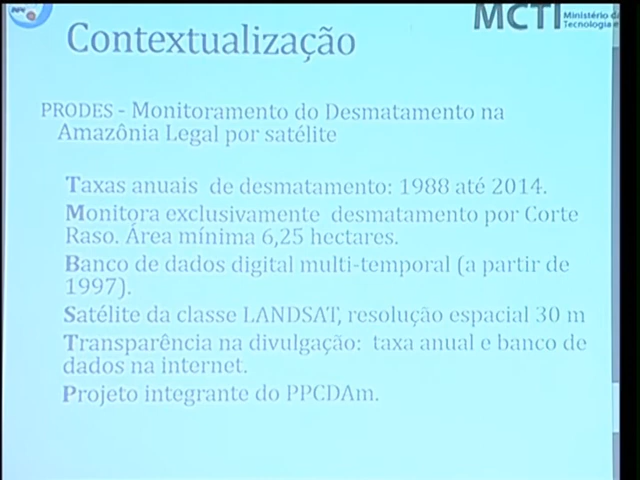 MCTI Ministério da
Tecnologia e
Contextualização
PRODES - Monitoramento do Desmatamento na
Amazônia Legal por satélite
Taxas anuais de desmatamento: 1988 até 2014.
Monitora exclusivamente desmatamento por Corte
Raso. Área mínima 6,25 hectares.
Banco de dados digital multi-temporal (a partir de
1997).
Satélite da classe LANDSAT, resolução espacial 30 m
Transparência na divulgação: taxa anual e banco de
dados na internet.
Projeto integrante do PPCDAm.